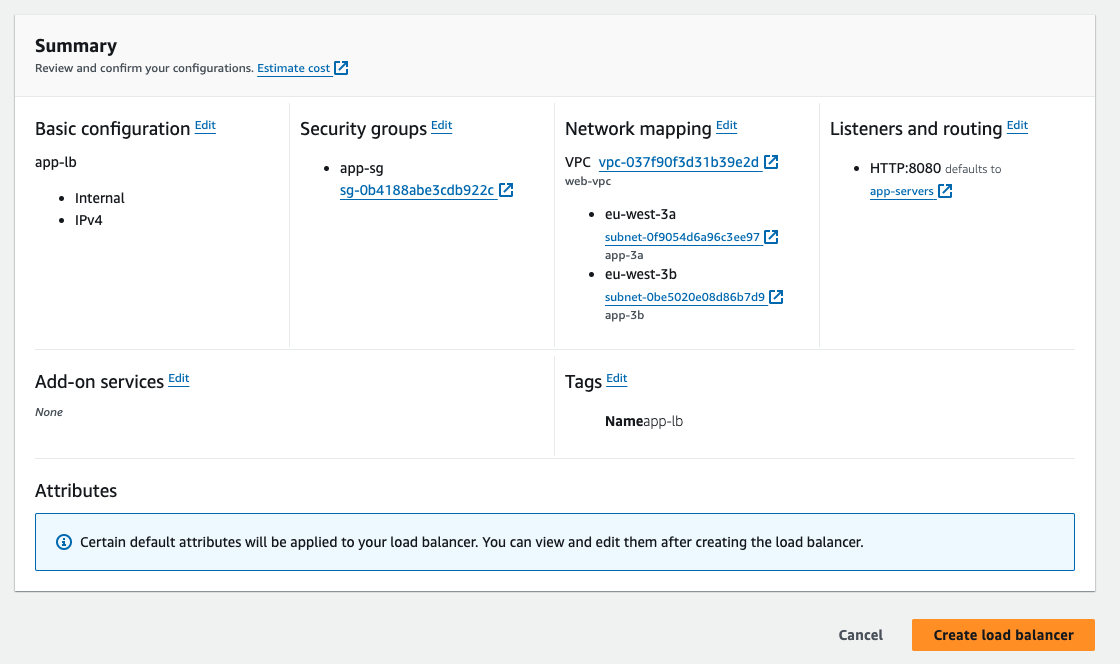 Summary
Review and confirm your configurations. Estimate cost
Basic configuration Edit
app-lb
Internal
IPv4
Security groups Edit
app-sg
sg-0b4188abe3cdb922c
Network mapping Edit
VPC vpc-037f90f3d31b39e2d
web-vpc
eu-west-3a
subnet-0f9054d6a96c3ee97
app-3a
eu-west-3b
subnet-0be5020e08d86b7d9
app-3b
Listeners and routing Edit
HTTP:8080 defaults to
app-servers
Add-on services Edit
None
Tags Edit
Nameapp-lb
Attributes
Certain default attributes will be applied to your load balancer. You can view and edit them after creating the load balancer.
Cancel
Create load balancer